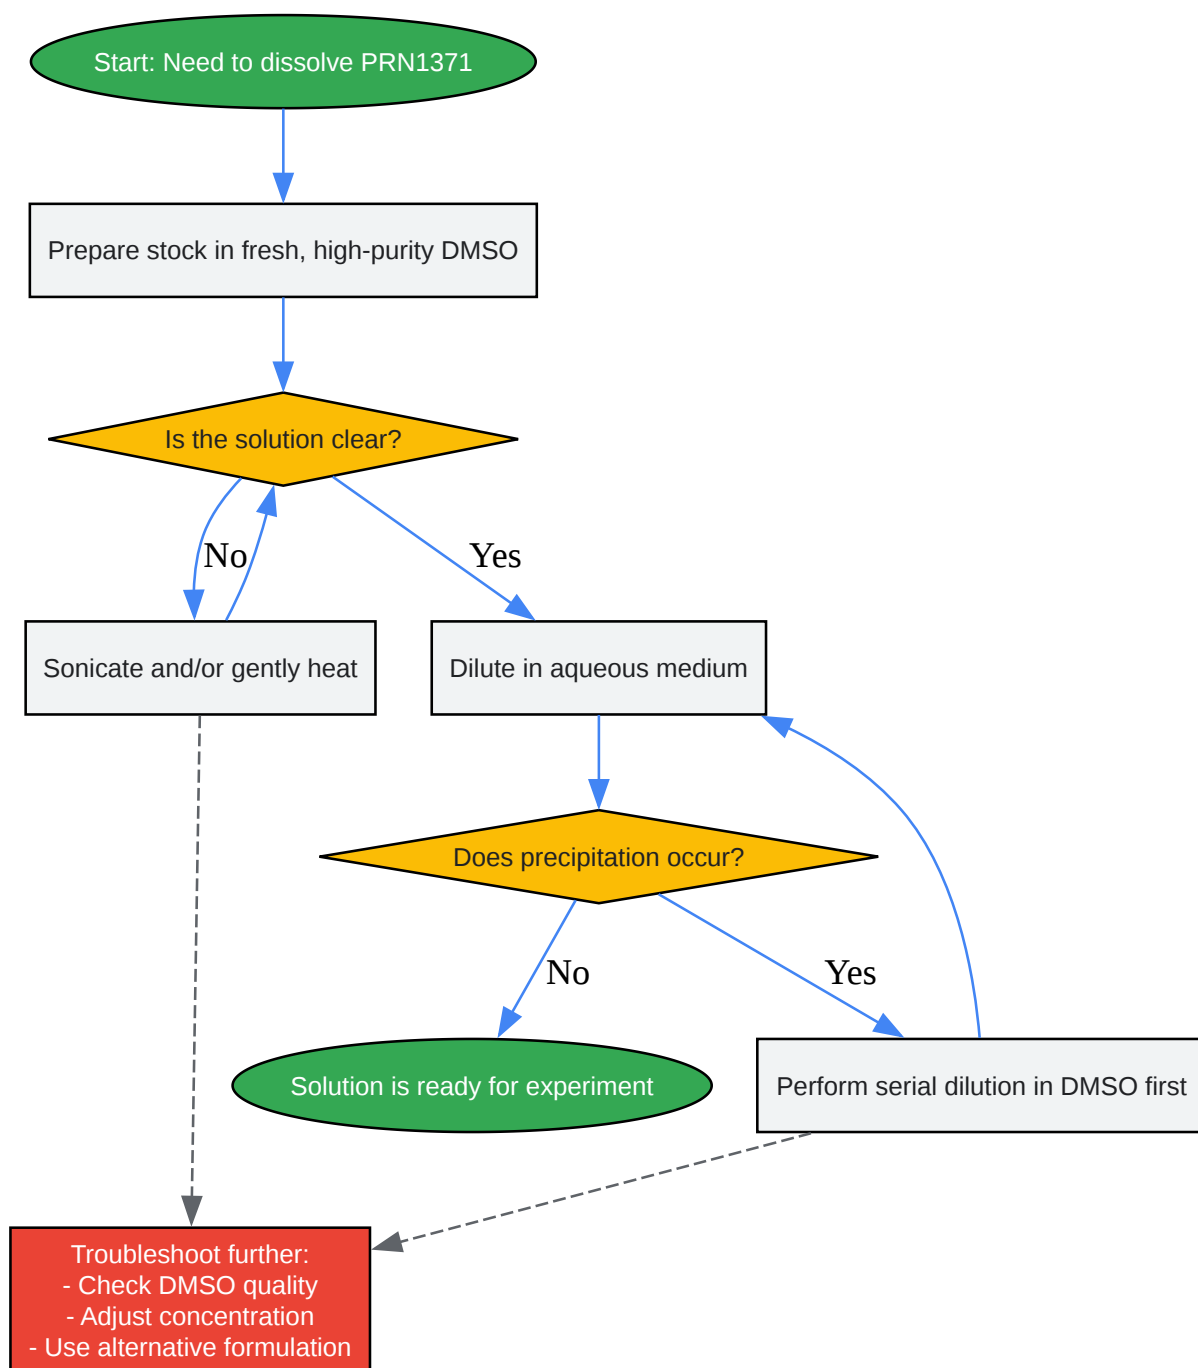 Start: Need to dissolve PRN1371
Prepare stock in fresh, high-purity DMSO
Is the solution clear?
No
Yes
Sonicate and/or gently heat
Dilute in aqueous medium
Does precipitation occur?
No
Yes
Solution is ready for experiment
Perform serial dilution in DMSO first
Troubleshoot further:
- Check DMSO quality
- Adjust concentration
- Use alternative formulation